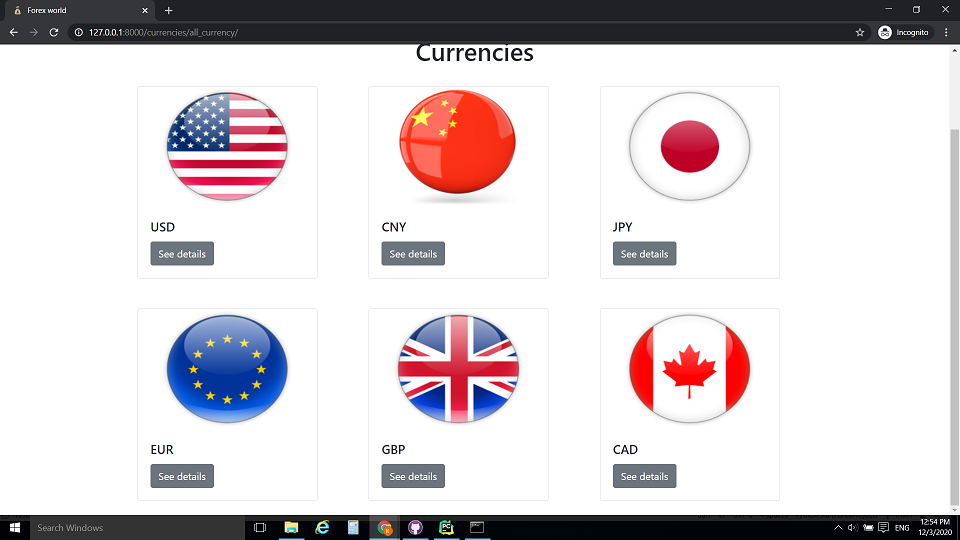 Forex world
127.0.0.1:8000/currencies/all_currency/
Incognito
Currencies
USD
CNY
JPY
See details
See details
See details
EUR
GBP
CAD
See details
See details
See details
Search Windows
PC
ENG
12:54 PM
12/3/2020